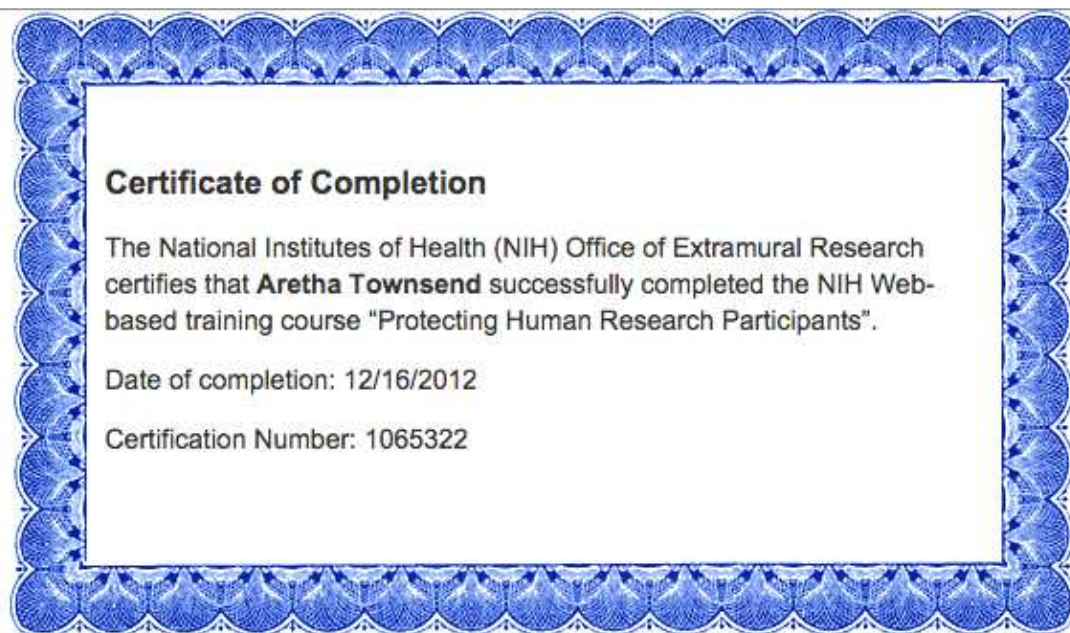 Certificate of Completion
The National Institutes of Health (NIH) Office of Extramural Research
certifies that Aretha Townsend successfully completed the NIH Web-
based training course “Protecting Human Research Participants”.
Date of completion: 12/16/2012
Certification Number: 1065322